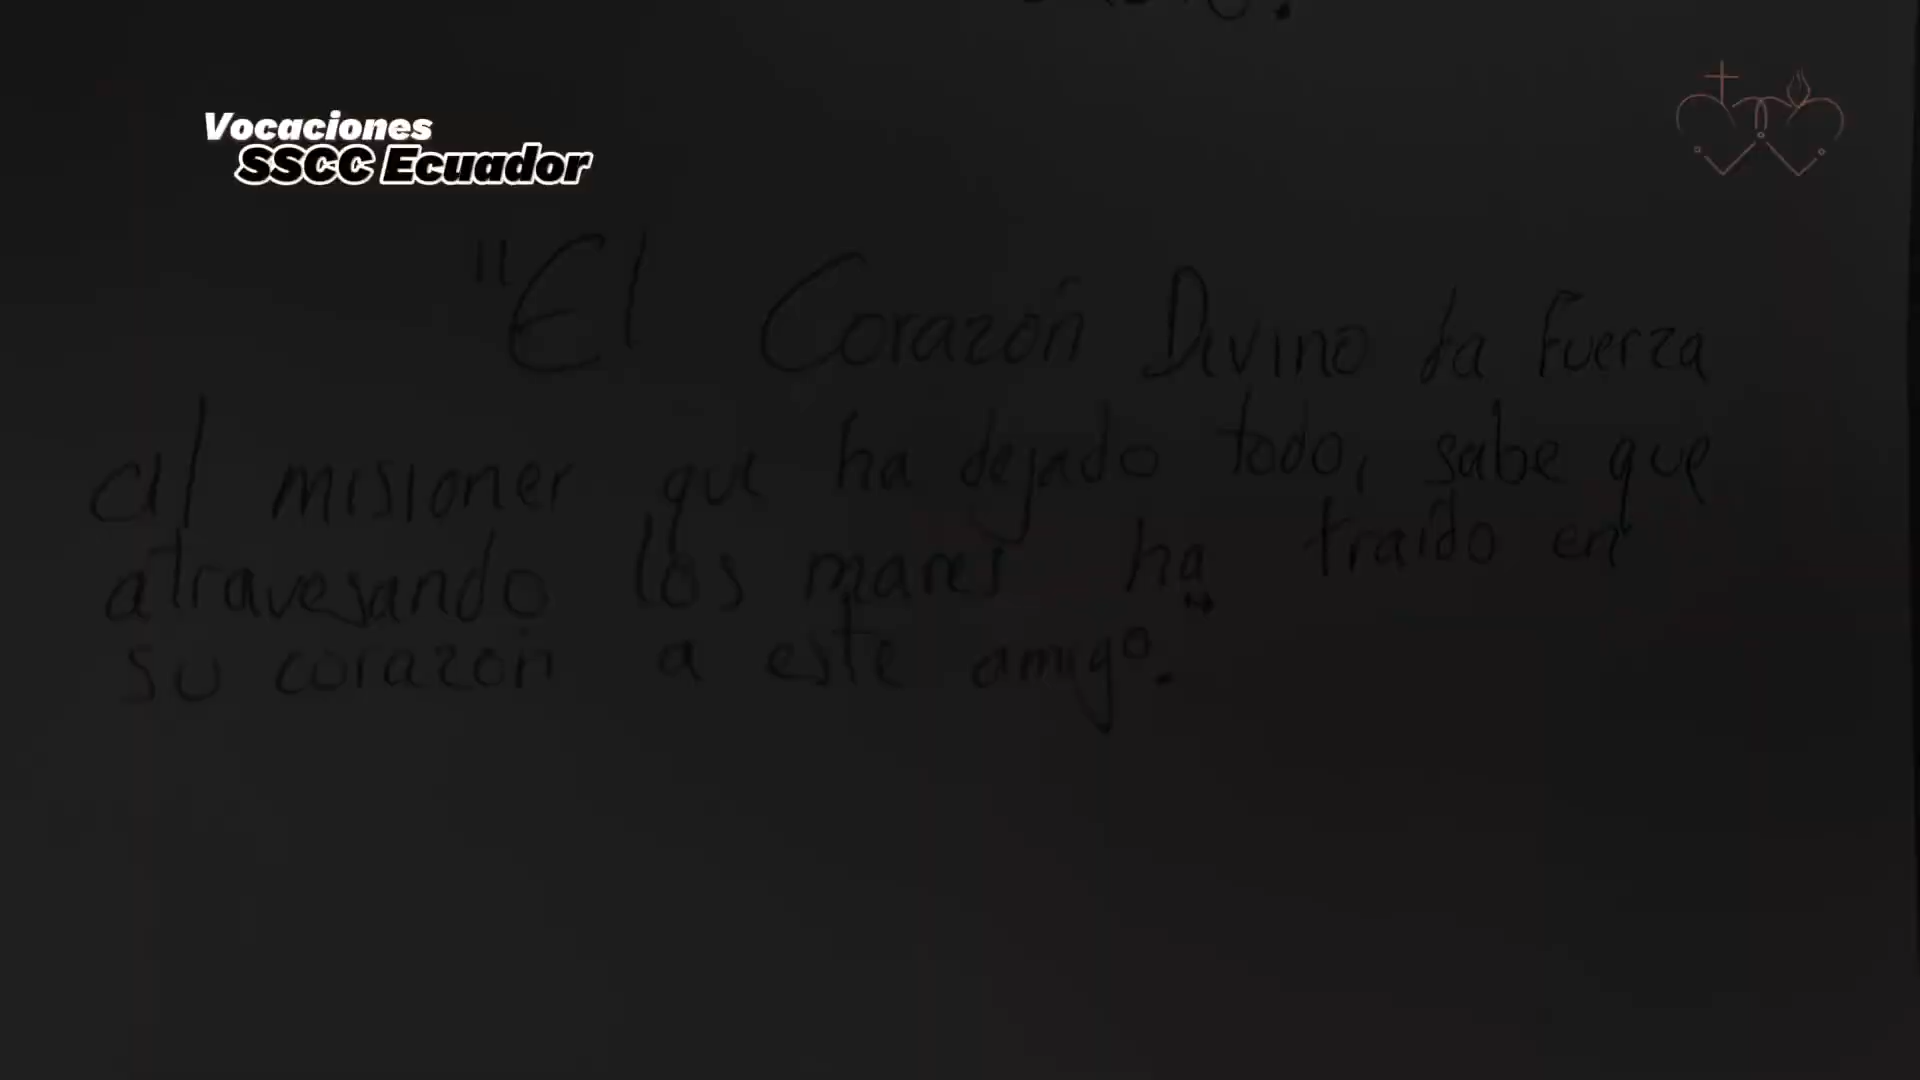 Vocaciones
SSCC Ecuador
"El Corazón Divino da Fuerza
al misioner que ha dejado todo, sabe que
atravesando los mares ha traído en
su corazón a este amigo."